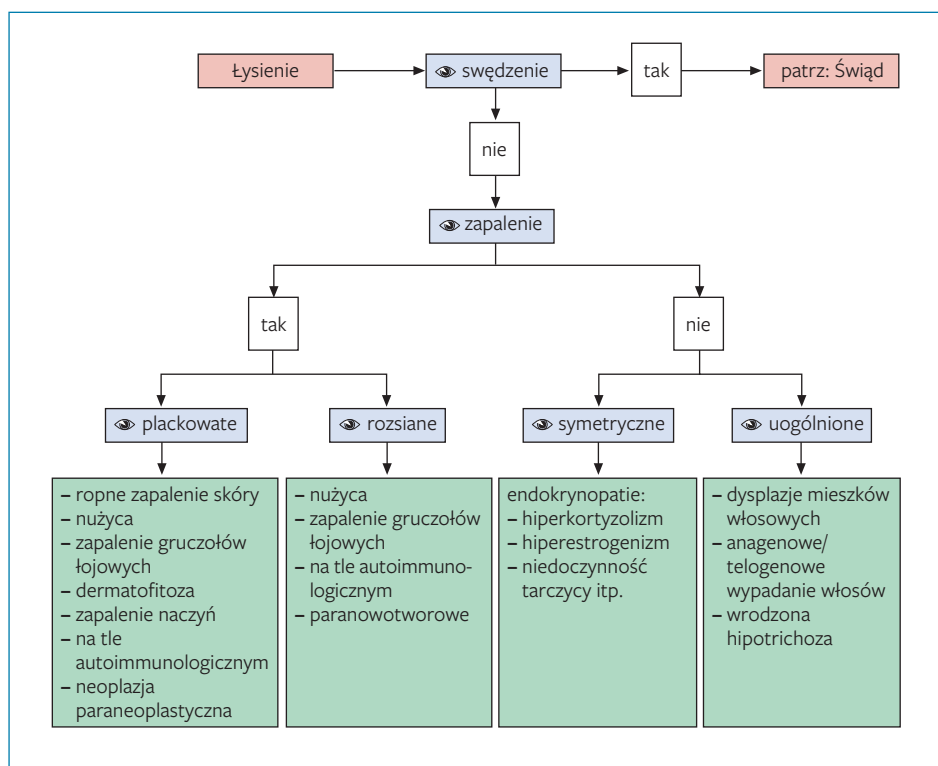 Łysienie
swędzenie
tak
patrz: Świąd
nie
zapalenie
tak
nie
plackowate
rozsiane
symetryczne
uogólnione
– ropne zapalenie skóry
– nużyca
– zapalenie gruczołów
łojowych
– dermatofitoza
– zapalenie naczyń
– na tle
autoimmunologicznym
– neoplazja
paraneoplastyczna
– nużyca
– zapalenie gruczołów
łojowych
– na tle autoimmuno-
logicznym
– paranowotworowe
endokrynopatie:
– hiperkortyzolizm
– hiperestrogenizm
– niedoczynność
tarczycy itp.
– dysplazje mieszków
włosowych
– anagenowe/
telogenowe
wypadanie włosów
– wrodzona
hipotrichoza